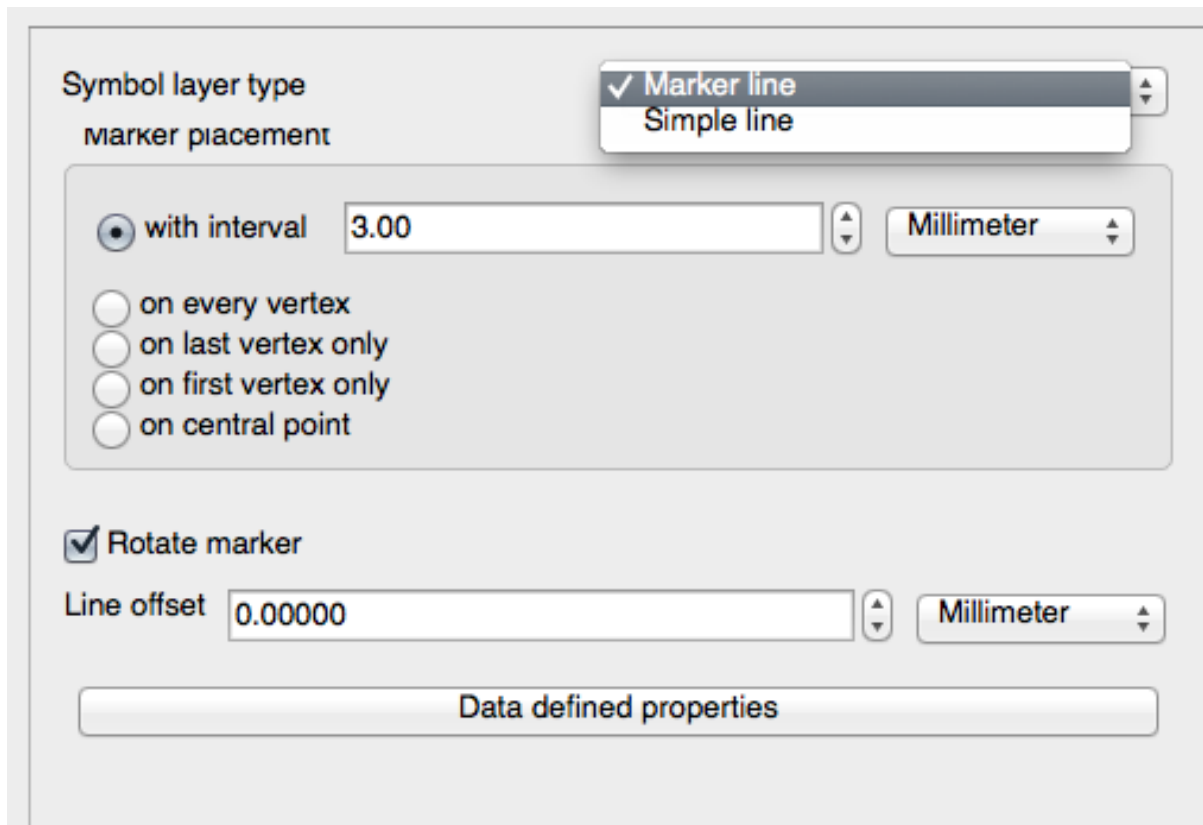 Symbol layer type
Marker line
Simple line
Marker placement
with interval 3.00 Millimeter
on every vertex
on last vertex only
on first vertex only
on central point
Rotate marker
Line offset 0.00000 Millimeter
Data defined properties